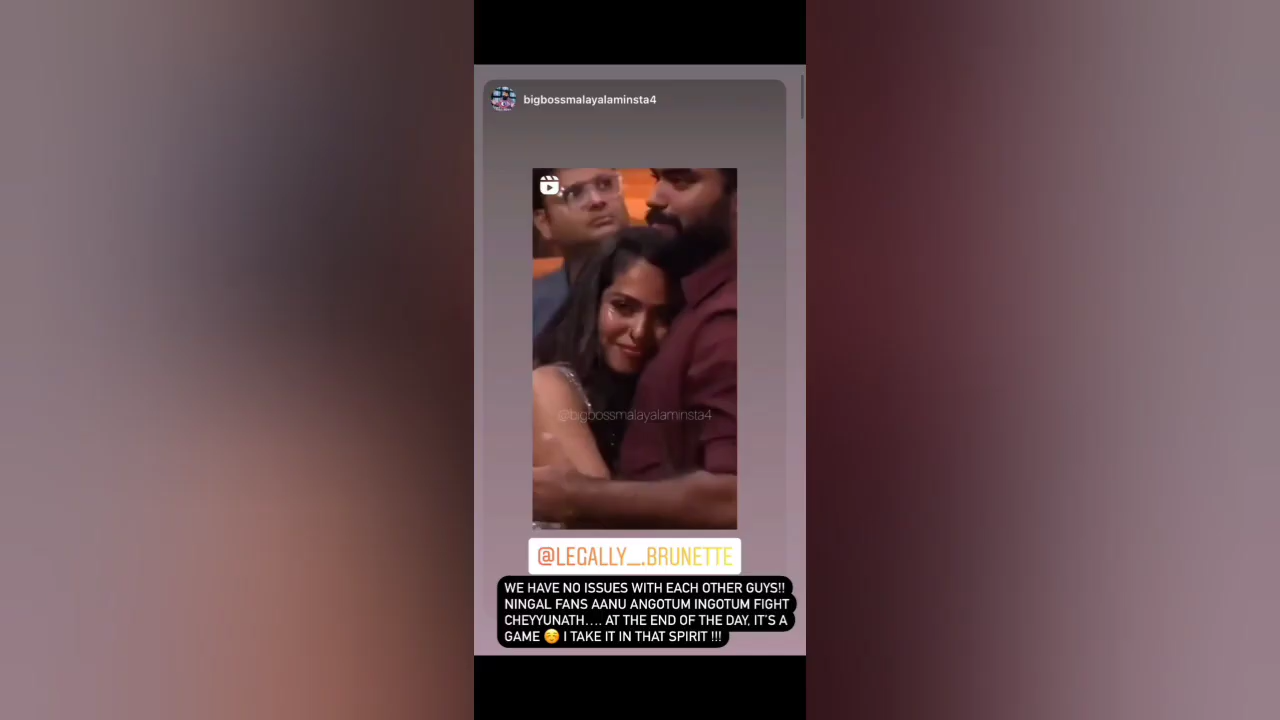 bigbossmalayalaminsta4
@bigbossmalayalaminsta4
@LEGALLY__.BRUNETTE
WE HAVE NO ISSUES WITH EACH OTHER GUYS!!
NINGAL FANS AANU ANGOTUM INGOTUM FIGHT
CHEYYUNATH.... AT THE END OF THE DAY, IT'S A
GAME ☺️ I TAKE IT IN THAT SPIRIT !!!